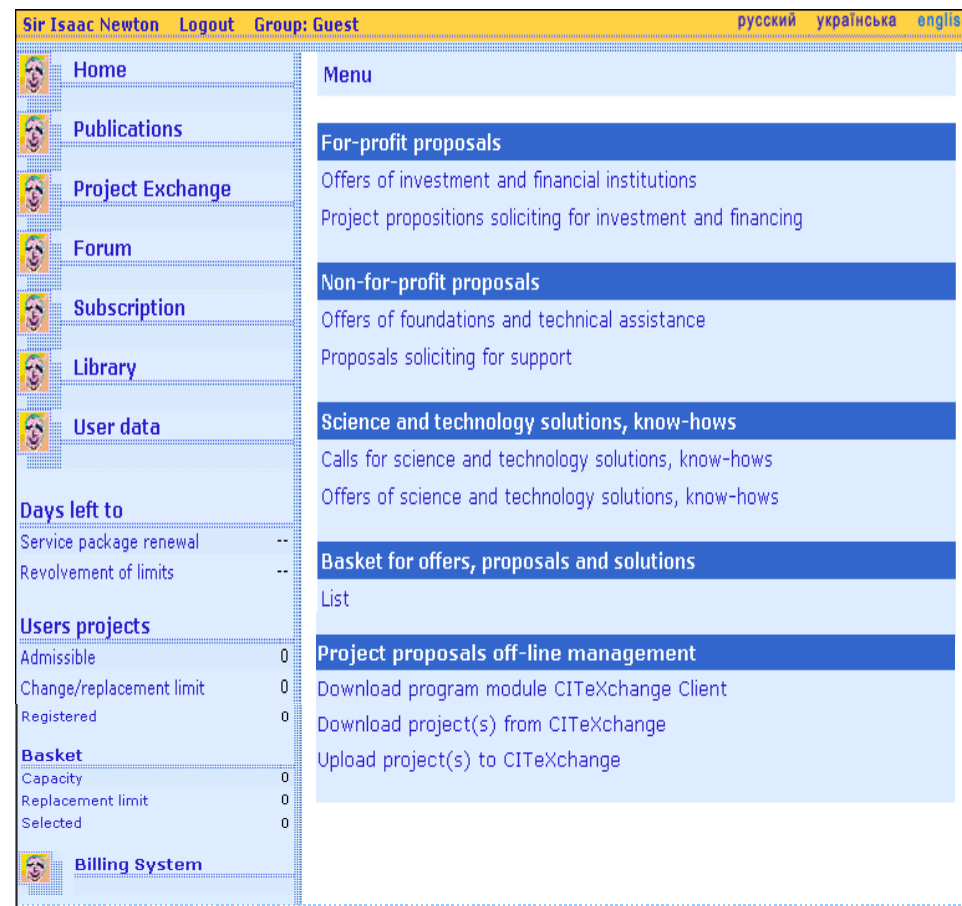 Sir Isaac Newton Logout Group: Guest русский українська englis
Home
Publications
Project Exchange
Forum
Subscription
Library
User data
Days left to
Service package renewal --
Revolvement of limits --
Users projects
Admissible 0
Change/replacement limit 0
Registered 0
Basket
Capacity 0
Replacement limit 0
Selected 0
Billing System
Menu
For-profit proposals
Offers of investment and financial institutions
Project propositions soliciting for investment and financing
Non-for-profit proposals
Offers of foundations and technical assistance
Proposals soliciting for support
Science and technology solutions, know-hows
Calls for science and technology solutions, know-hows
Offers of science and technology solutions, know-hows
Basket for offers, proposals and solutions
List
Project proposals off-line management
Download program module CITeXchange Client
Download project(s) from CITeXchange
Upload project(s) to CITeXchange